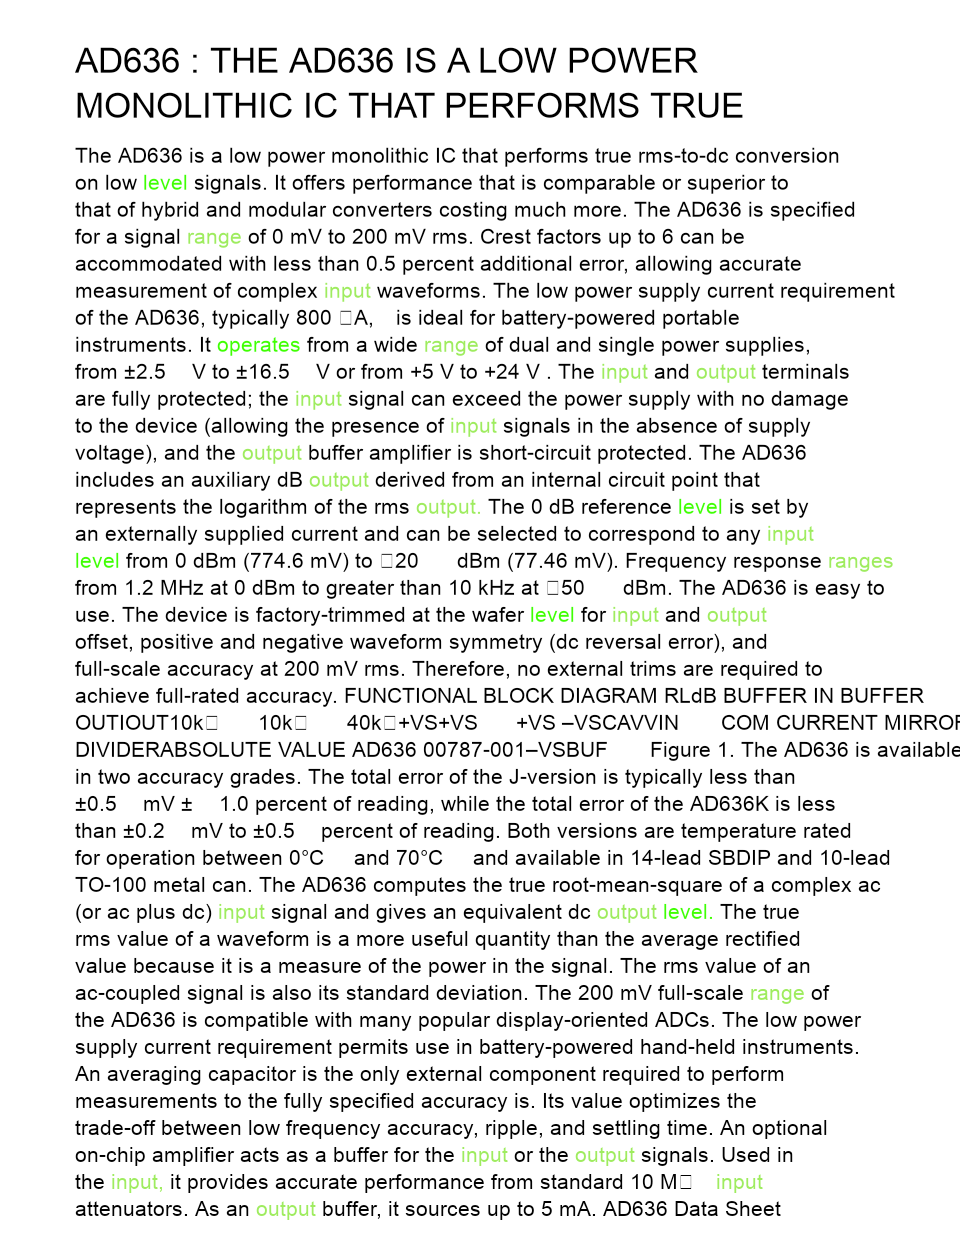 AD636 : THE AD636 IS A LOW POWER
MONOLITHIC IC THAT PERFORMS TRUE
The AD636 is a low power monolithic IC that performs true rms-to-dc conversion
on low level signals. It offers performance that is comparable or superior to
that of hybrid and modular converters costing much more. The AD636 is specified
for a signal range of 0 mV to 200 mV rms. Crest factors up to 6 can be
accommodated with less than 0.5 percent additional error, allowing accurate
measurement of complex input waveforms. The low power supply current requirement
of the AD636, typically 800 □A, is ideal for battery-powered portable
instruments. It operates from a wide range of dual and single power supplies,
from ±2.5 V to ±16.5 V or from +5 V to +24 V . The input and output terminals
are fully protected; the input signal can exceed the power supply with no damage
to the device (allowing the presence of input signals in the absence of supply
voltage), and the output buffer amplifier is short-circuit protected. The AD636
includes an auxiliary dB output derived from an internal circuit point that
represents the logarithm of the rms output. The 0 dB reference level is set by
an externally supplied current and can be selected to correspond to any input
level from 0 dBm (774.6 mV) to □20 dBm (77.46 mV). Frequency response ranges
from 1.2 MHz at 0 dBm to greater than 10 kHz at □50 dBm. The AD636 is easy to
use. The device is factory-trimmed at the wafer level for input and output
offset, positive and negative waveform symmetry (dc reversal error), and
full-scale accuracy at 200 mV rms. Therefore, no external trims are required to
achieve full-rated accuracy. FUNCTIONAL BLOCK DIAGRAM RLdB BUFFER IN BUFFER
OUTIOUT10k□ 10k□ 40k□+VS+VS +VS –VSCAVVIN COM CURRENT MIRROR
DIVIDERABSOLUTE VALUE AD636 00787-001–VSBUF Figure 1. The AD636 is available
in two accuracy grades. The total error of the J-version is typically less than
±0.5 mV ± 1.0 percent of reading, while the total error of the AD636K is less
than ±0.2 mV to ±0.5 percent of reading. Both versions are temperature rated
for operation between 0°C and 70°C and available in 14-lead SBDIP and 10-lead
TO-100 metal can. The AD636 computes the true root-mean-square of a complex ac
(or ac plus dc) input signal and gives an equivalent dc output level. The true
rms value of a waveform is a more useful quantity than the average rectified
value because it is a measure of the power in the signal. The rms value of an
ac-coupled signal is also its standard deviation. The 200 mV full-scale range of
the AD636 is compatible with many popular display-oriented ADCs. The low power
supply current requirement permits use in battery-powered hand-held instruments.
An averaging capacitor is the only external component required to perform
measurements to the fully specified accuracy is. Its value optimizes the
trade-off between low frequency accuracy, ripple, and settling time. An optional
on-chip amplifier acts as a buffer for the input or the output signals. Used in
the input, it provides accurate performance from standard 10 M□ input
attenuators. As an output buffer, it sources up to 5 mA. AD636 Data Sheet